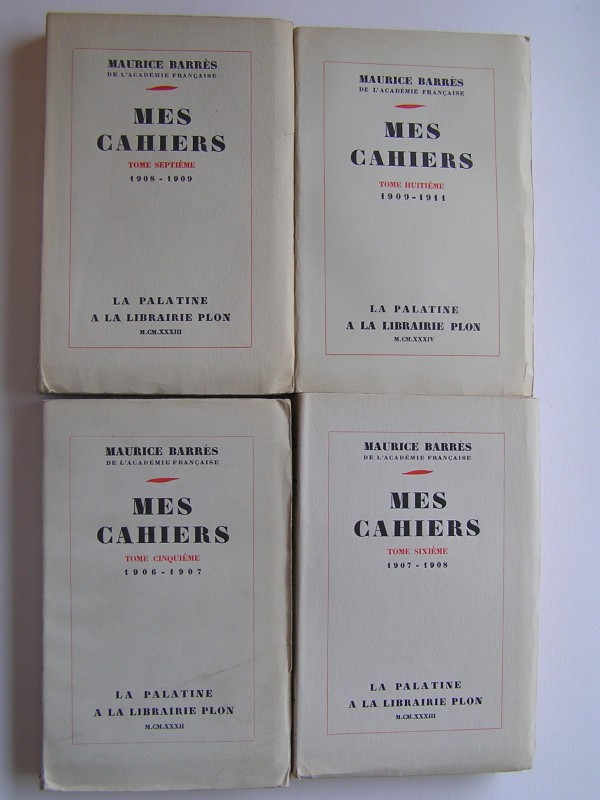 MAURICE BARRÈS
DE L'ACADÉMIE FRANÇAISE
MES
CAHIERS
TOME SEPTIÈME
1908 - 1909
LA PALATINE
A LA LIBRAIRIE PLON
M.CM.XXXIII
MAURICE BARRÈS
DE L'ACADÉMIE FRANÇAISE
MES
CAHIERS
TOME HUITIÈME
1909-1911
LA PALATINE
A LA LIBRAIRIE PLON
M.CM.XXXIV
MAURICE BARRÈS
DE L'ACADÉMIE FRANÇAISE
MES
CAHIERS
TOME CINQUIÈME
1906 - 1907
LA PALATINE
A LA LIBRAIRIE PLON
M.CM.XXXII
MAURICE BARRÈS
DE L'ACADÉMIE FRANÇAISE
MES
CAHIERS
TOME SIXIÈME
1907 - 1908
LA PALATINE
A LA LIBRAIRIE PLON
M.CM.XXXIII